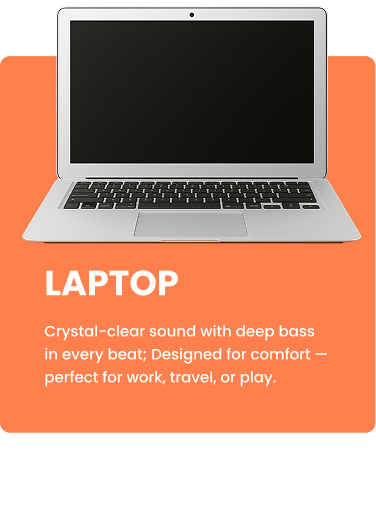 LAPTOP
Crystal-clear sound with deep bass
in every beat; Designed for comfort —
perfect for work, travel, or play.